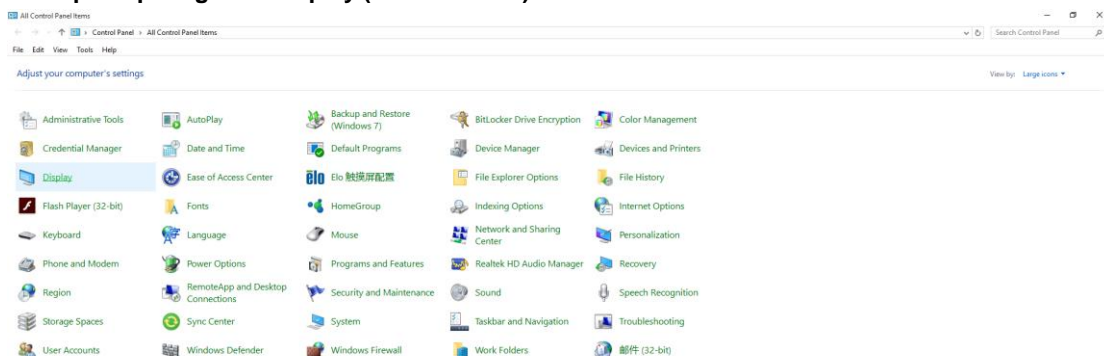 All Control Panel Items
Control Panel > All Control Panel Items
Search Control Panel
File Edit View Tools Help
Adjust your computer's settings
View by: Large icons
Administrative Tools
AutoPlay
Backup and Restore
(Windows 7)
BitLocker Drive Encryption
Color Management
Credential Manager
Date and Time
Default Programs
Device Manager
Devices and Printers
Display
Ease of Access Center
elo Elo 触摸屏配置
File Explorer Options
File History
Flash Player (32-bit)
Fonts
HomeGroup
Indexing Options
Internet Options
Keyboard
Language
Mouse
Network and Sharing
Center
Personalization
Phone and Modem
Power Options
Programs and Features
Realtek HD Audio Manager
Recovery
Region
RemoteApp and Desktop
Connections
Security and Maintenance
Sound
Speech Recognition
Storage Spaces
Sync Center
System
Taskbar and Navigation
Troubleshooting
User Accounts
Windows Defender
Windows Firewall
Work Folders
邮件 (32-bit)